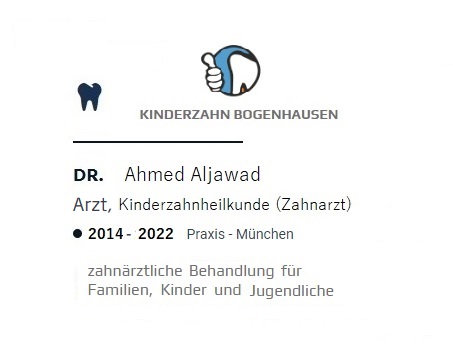 KINDERZAHN BOGENHAUSEN
DR. Ahmed Aljawad
Arzt, Kinderzahnheilkunde (Zahnarzt)
2014 - 2022 Praxis - München
zahnärztliche Behandlung für
Familien, Kinder und Jugendliche